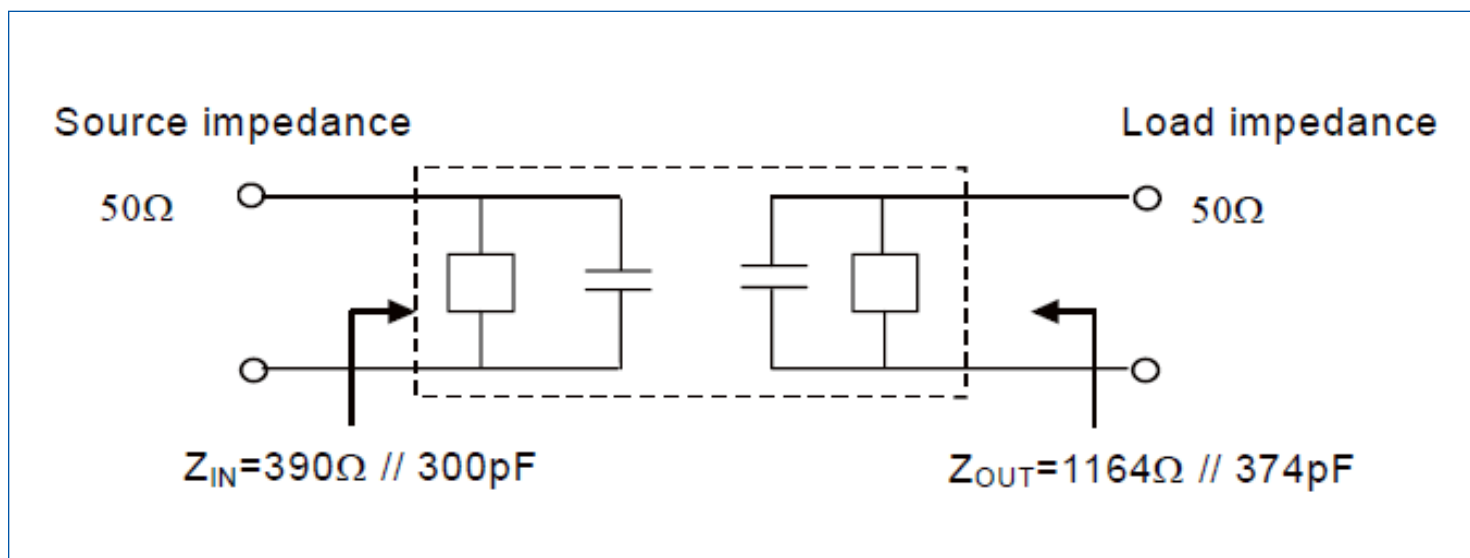 Source impedance
Load impedance
50Ω
50Ω
ZIN=390Ω // 300pF
ZOUT=1164Ω // 374pF